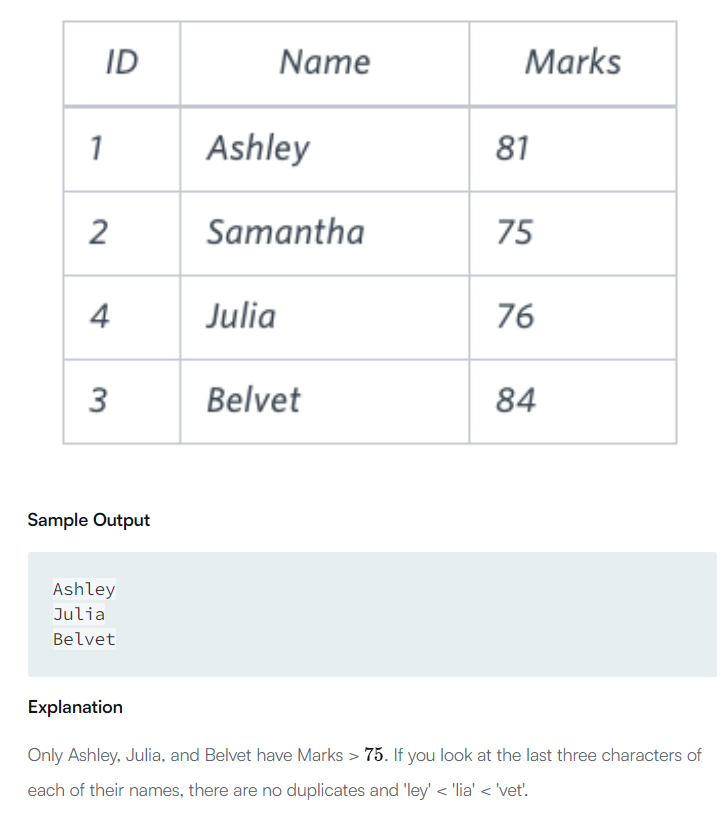 ID Name Marks
1 Ashley 81
2 Samantha 75
4 Julia 76
3 Belvet 84
Sample Output
Ashley
Julia
Belvet
Explanation
Only Ashley, Julia, and Belvet have Marks > 75. If you look at the last three characters of
each of their names, there are no duplicates and 'ley' < 'lia' < 'vet'.